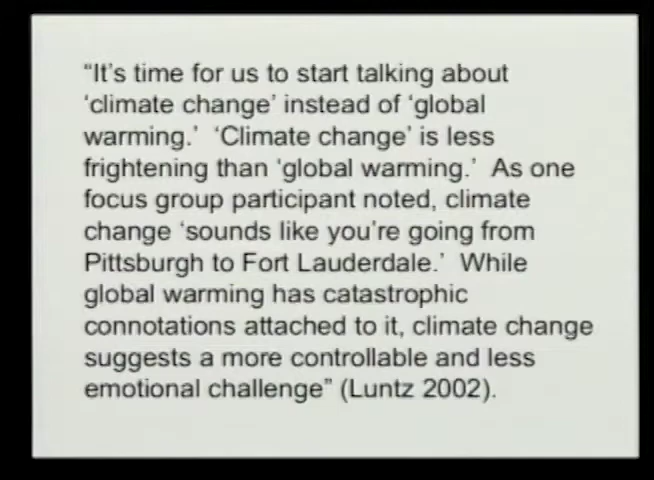 “It’s time for us to start talking about
‘climate change’ instead of ‘global
warming.’ ‘Climate change’ is less
frightening than ‘global warming.’ As one
focus group participant noted, climate
change ‘sounds like you’re going from
Pittsburgh to Fort Lauderdale.’ While
global warming has catastrophic
connotations attached to it, climate change
suggests a more controllable and less
emotional challenge” (Luntz 2002).